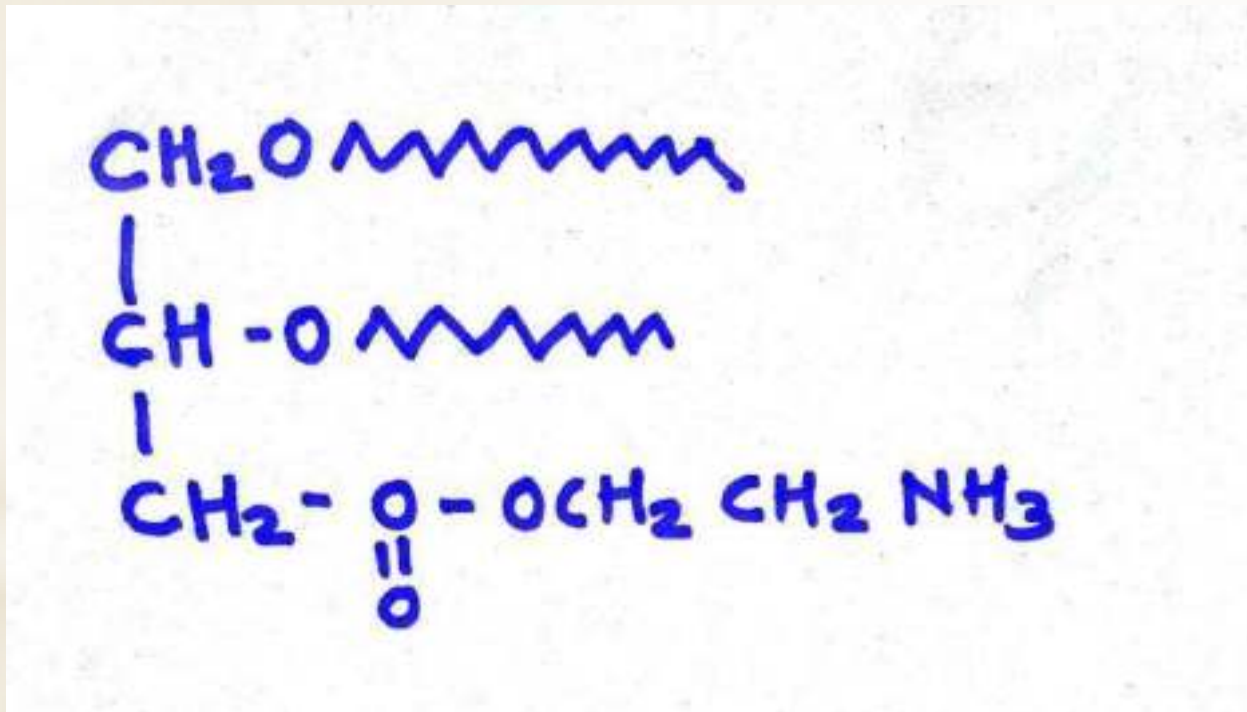 CH₂O
CH-O
CH₂- O - OCH₂ CH₂ NH₃
O